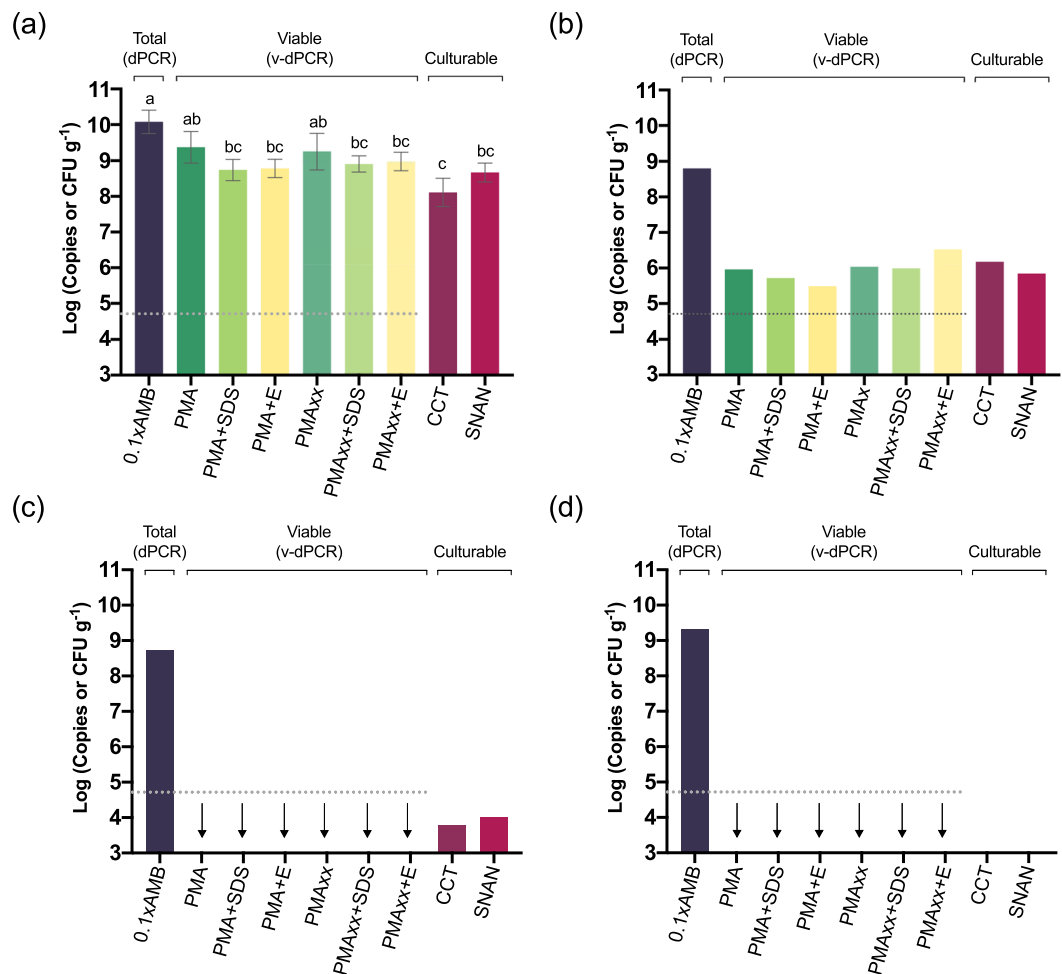 (a)
Total
(dPCR)
Viable
(v-dPCR)
Culturable
Log (Copies or CFU g⁻¹)
11
10
9
8
7
6
5
4
3
a
ab
bc
bc
ab
bc
bc
c
bc
0.1xAMB
PMA
PMA+SDS
PMA+E
PMAxx
PMAxx+SDS
PMAxx+E
CCT
SNAN
(b)
Total
(dPCR)
Viable
(v-dPCR)
Culturable
Log (Copies or CFU g⁻¹)
11
10
9
8
7
6
5
4
3
0.1xAMB
PMA
PMA+SDS
PMA+E
PMAx
PMAxx+SDS
PMAxx+E
CCT
SNAN
(c)
Total
(dPCR)
Viable
(v-dPCR)
Culturable
Log (Copies or CFU g⁻¹)
11
10
9
8
7
6
5
4
3
0.1xAMB
PMA
PMA+SDS
PMA+E
PMAxx
PMAxx+SDS
PMAxx+E
CCT
SNAN
(d)
Total
(dPCR)
Viable
(v-dPCR)
Culturable
Log (Copies or CFU g⁻¹)
11
10
9
8
7
6
5
4
3
0.1xAMB
PMA
PMA+SDS
PMA+E
PMAxx
PMAxx+SDS
PMAxx+E
CCT
SNAN